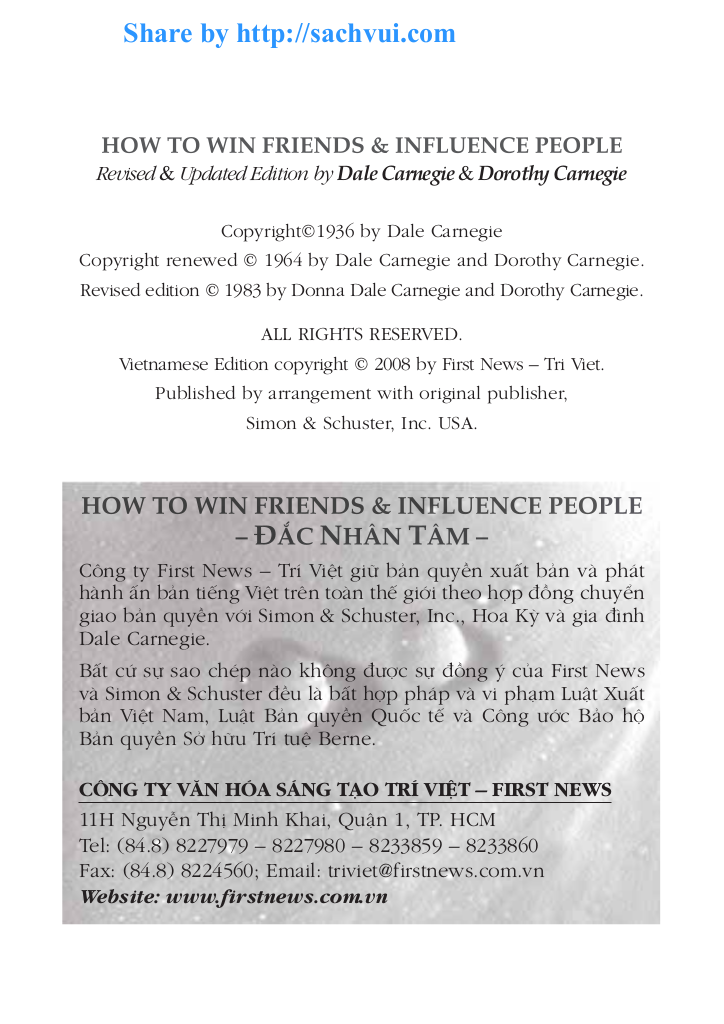 Share by http://sachvui.com
HOW TO WIN FRIENDS & INFLUENCE PEOPLE
Revised & Updated Edition by Dale Carnegie & Dorothy Carnegie
Copyright©1936 by Dale Carnegie
Copyright renewed © 1964 by Dale Carnegie and Dorothy Carnegie.
Revised edition © 1983 by Donna Dale Carnegie and Dorothy Carnegie.
ALL RIGHTS RESERVED.
Vietnamese Edition copyright © 2008 by First News – Tri Viet.
Published by arrangement with original publisher,
Simon & Schuster, Inc. USA.
HOW TO WIN FRIENDS & INFLUENCE PEOPLE
– ĐẮC NHÂN TÂM –
Công ty First News – Trí Việt giữ bản quyền xuất bản và phát
hành ấn bản tiếng Việt trên toàn thế giới theo hợp đồng chuyển
giao bản quyền với Simon & Schuster, Inc., Hoa Kỳ và gia đình
Dale Carnegie.
Bất cứ sự sao chép nào không được sự đồng ý của First News
và Simon & Schuster đều là bất hợp pháp và vi phạm Luật Xuất
bản Việt Nam, Luật Bản quyền Quốc tế và Công ước Bảo hộ
Bản quyền Sở hữu Trí tuệ Berne.
CÔNG TY VĂN HÓA SÁNG TẠO TRÍ VIỆT – FIRST NEWS
11H Nguyễn Thị Minh Khai, Quận 1, TP. HCM
Tel: (84.8) 8227979 – 8227980 – 8233859 – 8233860
Fax: (84.8) 8224560; Email: triviet@firstnews.com.vn
Website: www.firstnews.com.vn